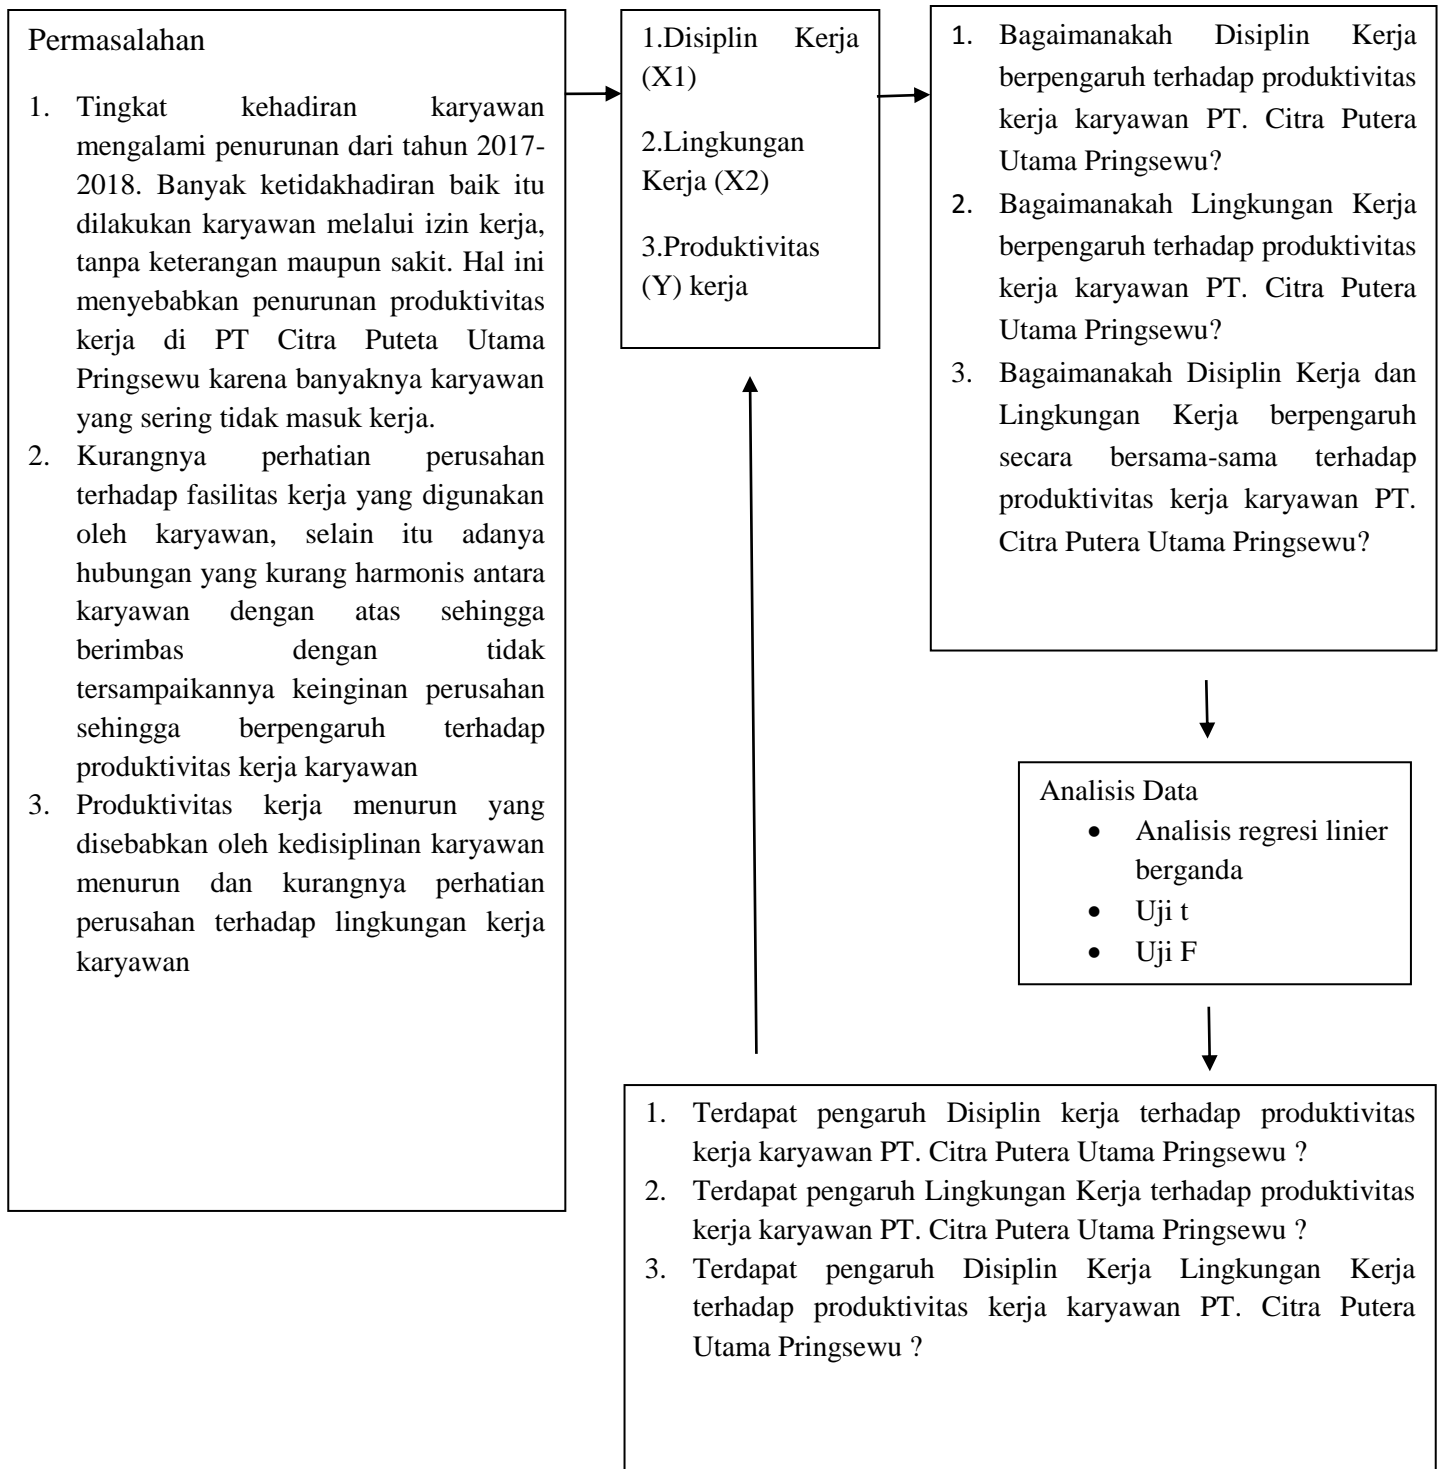 Permasalahan
1. Tingkat kehadiran karyawan
mengalami penurunan dari tahun 2017-
2018. Banyak ketidakhadiran baik itu
dilakukan karyawan melalui izin kerja,
tanpa keterangan maupun sakit. Hal ini
menyebabkan penurunan produktivitas
kerja di PT Citra Puteta Utama
Pringsewu karena banyaknya karyawan
yang sering tidak masuk kerja.
2. Kurangnya perhatian perusahan
terhadap fasilitas kerja yang digunakan
oleh karyawan, selain itu adanya
hubungan yang kurang harmonis antara
karyawan dengan atas sehingga
berimbas dengan tidak
tersampaikannya keinginan perusahan
sehingga berpengaruh terhadap
produktivitas kerja karyawan
3. Produktivitas kerja menurun yang
disebabkan oleh kedisiplinan karyawan
menurun dan kurangnya perhatian
perusahan terhadap lingkungan kerja
karyawan
1.Disiplin Kerja
(X1)
2.Lingkungan
Kerja (X2)
3.Produktivitas
(Y) kerja
1. Bagaimanakah Disiplin Kerja
berpengaruh terhadap produktivitas
kerja karyawan PT. Citra Putera
Utama Pringsewu?
2. Bagaimanakah Lingkungan Kerja
berpengaruh terhadap produktivitas
kerja karyawan PT. Citra Putera
Utama Pringsewu?
3. Bagaimanakah Disiplin Kerja dan
Lingkungan Kerja berpengaruh
secara bersama-sama terhadap
produktivitas kerja karyawan PT.
Citra Putera Utama Pringsewu?
Analisis Data
• Analisis regresi linier
berganda
• Uji t
• Uji F
1. Terdapat pengaruh Disiplin kerja terhadap produktivitas
kerja karyawan PT. Citra Putera Utama Pringsewu ?
2. Terdapat pengaruh Lingkungan Kerja terhadap produktivitas
kerja karyawan PT. Citra Putera Utama Pringsewu ?
3. Terdapat pengaruh Disiplin Kerja Lingkungan Kerja
terhadap produktivitas kerja karyawan PT. Citra Putera
Utama Pringsewu ?